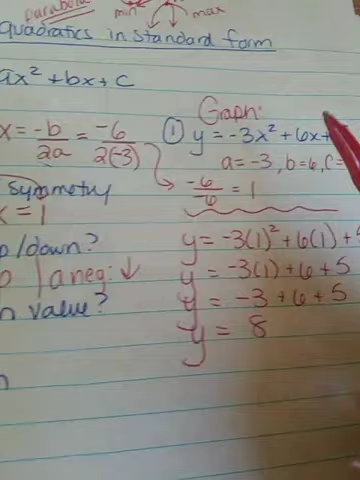 parabola
min max
quadratics in standard form
ax² + bx + c
Gaph:
x = -b/2a = -6/2(-3) ① y = -3x² + 6x+
a = -3, b = 6, c =
Symmetry -6/-6 = 1
x = 1
y = -3(1)² + 6(1) + 5
p/down?
y = -3(1) + 6 + 5
| a neg: ↓
y = -3 + 6 + 5
n value?
y = 8